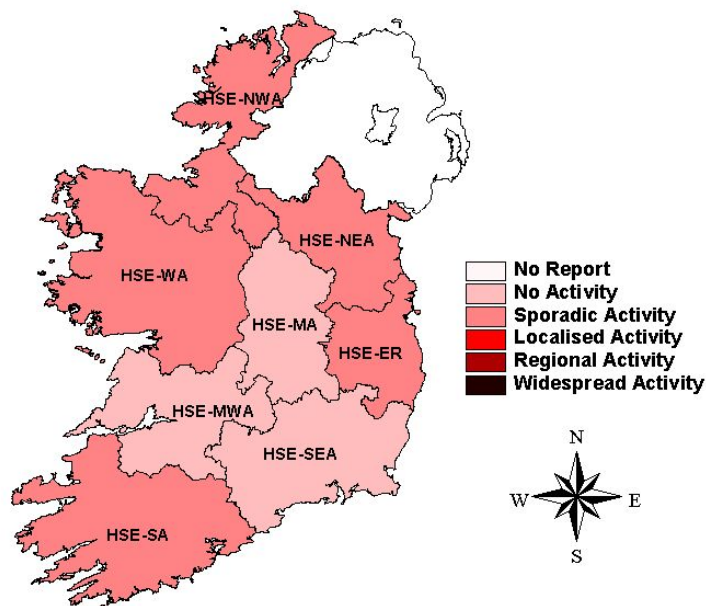 HSE-NWA
HSE-NEA
HSE-WA
HSE-MA
HSE-ER
HSE-MWA
HSE-SEA
HSE-SA
No Report
No Activity
Sporadic Activity
Localised Activity
Regional Activity
Widespread Activity
N
W E
S